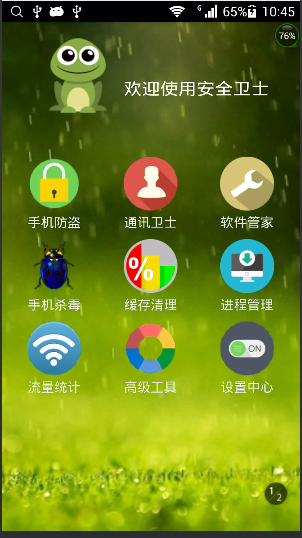 G 65% 10:45
76%
欢迎使用安全卫士
手机防盗 通讯卫士 软件管家
%
手机杀毒 缓存清理 进程管理
ON
流量统计 高级工具 设置中心
1 2